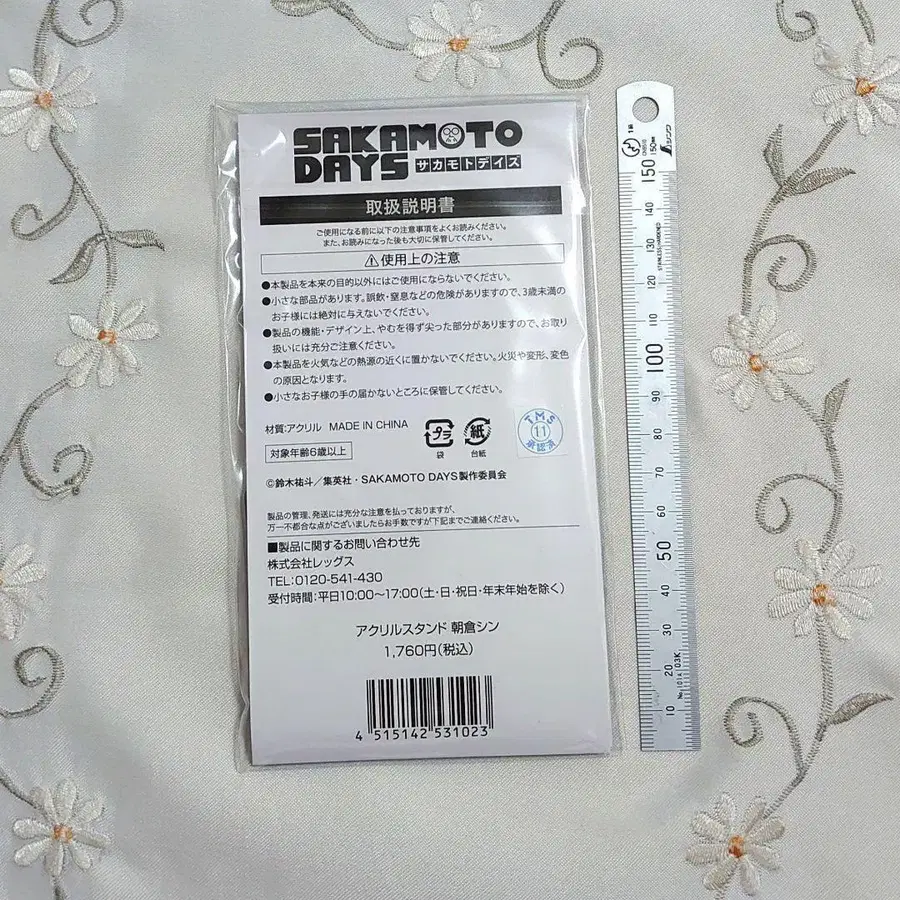 SAKAMOTO
DAYS サカモトデイズ
取扱説明書
ご使用になる前に以下の注意事項をよくお読みください。
また、お読みになった後も大切に保管してください。
⚠使用上の注意
●本製品を本来の目的以外にはご使用にならないでください。
●小さな部品があります。誤飲・窒息などの危険がありますので、3歳未満の
お子様には絶対に与えないでください。
●製品の機能・デザイン上、やむを得ず尖った部分がありますので、お取り
扱いには充分ご注意ください。
●本製品を火気などの熱源の近くに置かないでください。火災や変形、変色
の原因となります。
●小さなお子様の手の届かないところに保管してください。
材質:アクリル MADE IN CHINA
対象年齢6歳以上
プラ
袋
紙
台紙
TMS
11
承認済
©鈴木祐斗／集英社・SAKAMOTO DAYS製作委員会
製品の管理、発送には充分な注意を払っておりますが、
万一不都合な点がございましたらお手数ですが下記までご連絡ください。
■製品に関するお問い合わせ先
株式会社レッグス
TEL:0120-541-430
受付時間:平日10:00〜17:00(土・日・祝日・年末年始を除く)
アクリルスタンド 朝倉シン
1,760円(税込)
4 515142 531023
シンワ
150
140
130
120
110
100
90
80
70
60
50
40
30
20
10